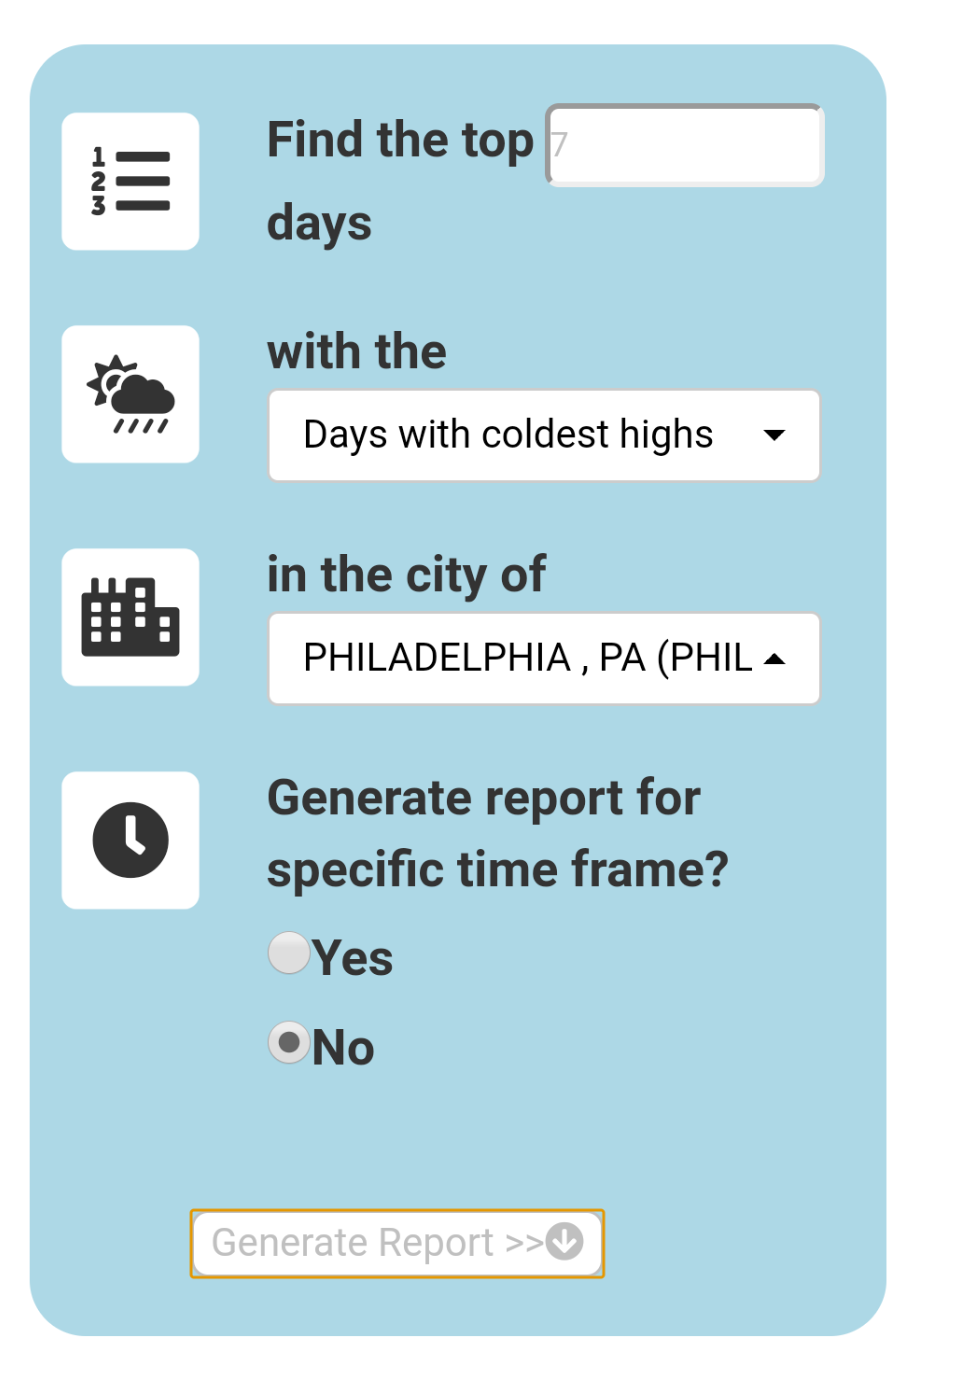 1
2
3
Find the top 7
days
with the
Days with coldest highs
in the city of
PHILADELPHIA , PA (PHIL
Generate report for
specific time frame?
Yes
No
Generate Report >>